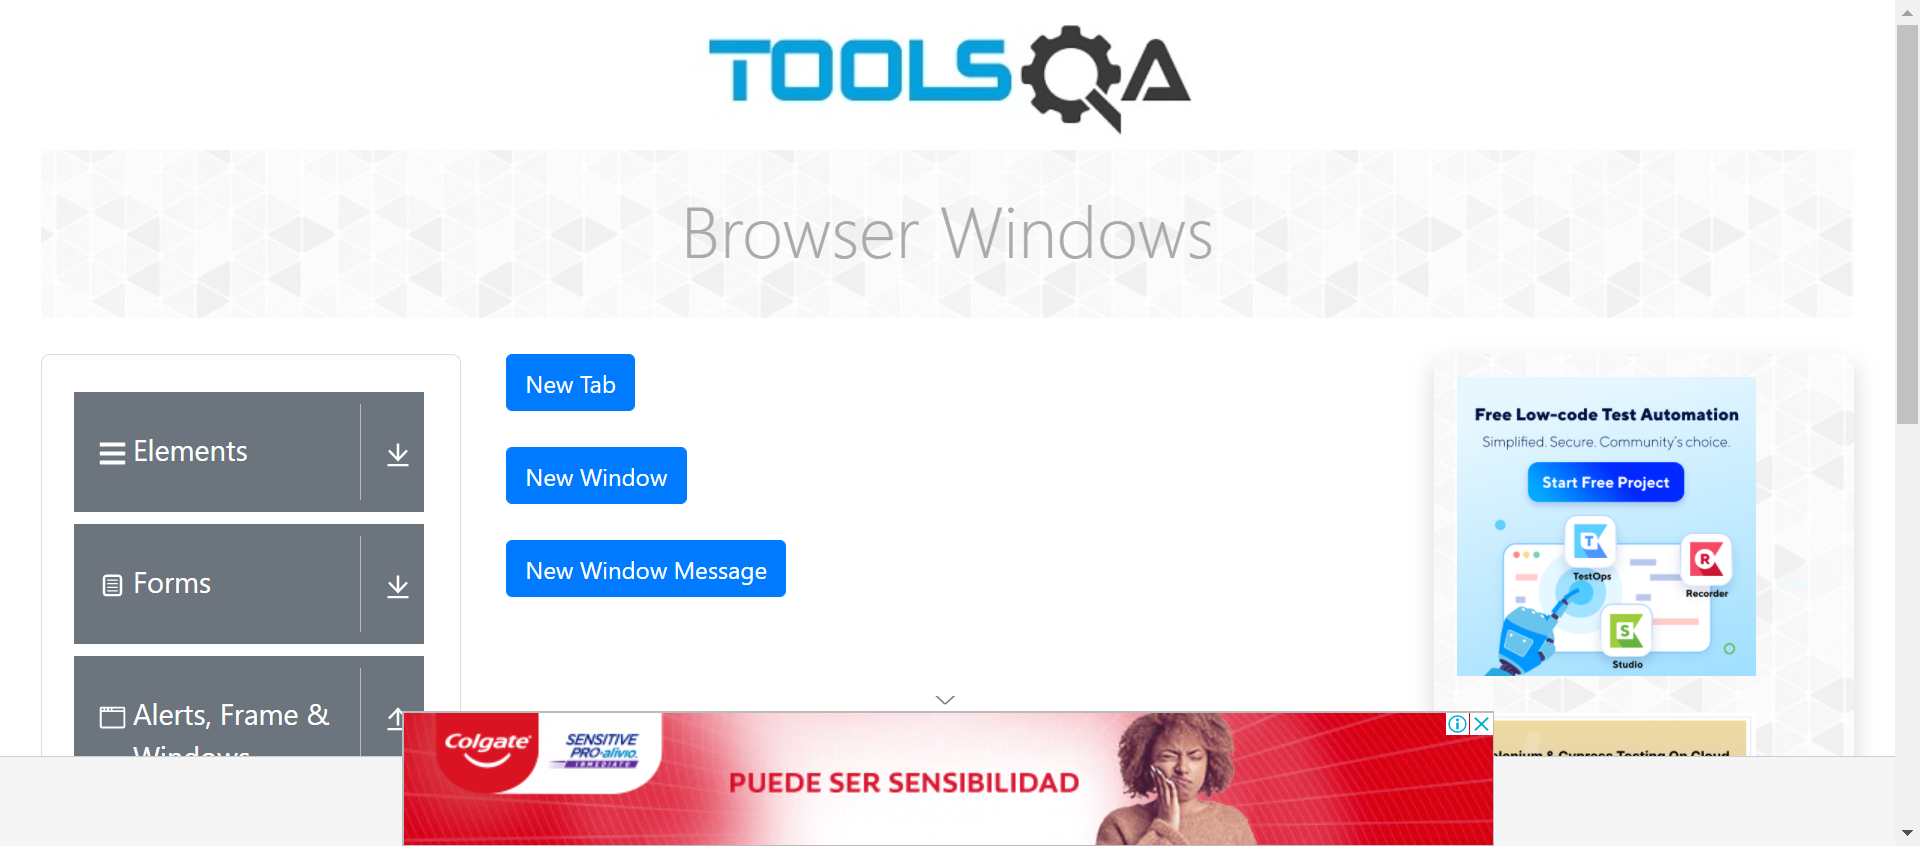 TOOLSQA
Browser Windows
Elements
Forms
Alerts, Frame &
Windows
New Tab
New Window
New Window Message
Free Low-code Test Automation
Simplified. Secure. Community's choice.
Start Free Project
TestOps
Recorder
Studio
lenium & Cypress Testing On Cloud
Colgate
SENSITIVE
PRO-alivio
INMEDIATO
PUEDE SER SENSIBILIDAD